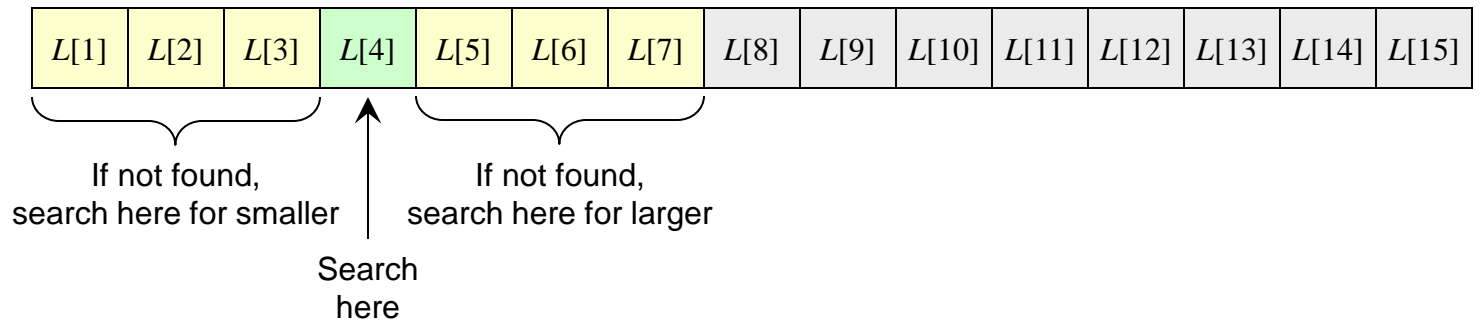 L[1] L[2] L[3] L[4] L[5] L[6] L[7] L[8] L[9] L[10] L[11] L[12] L[13] L[14] L[15]
If not found,
search here for smaller
If not found,
search here for larger
Search
here